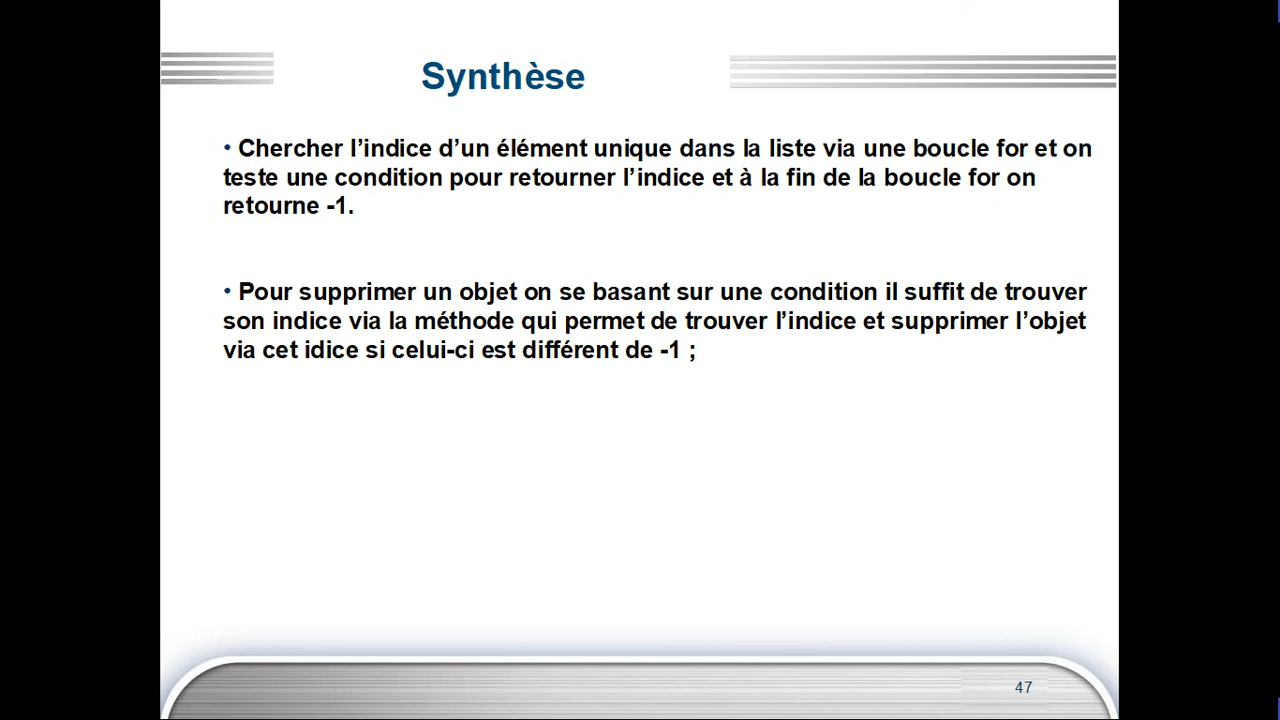 Synthèse
• Chercher l’indice d’un élément unique dans la liste via une boucle for et on
teste une condition pour retourner l’indice et à la fin de la boucle for on
retourne -1.
• Pour supprimer un objet on se basant sur une condition il suffit de trouver
son indice via la méthode qui permet de trouver l’indice et supprimer l’objet
via cet idice si celui-ci est différent de -1 ;
47